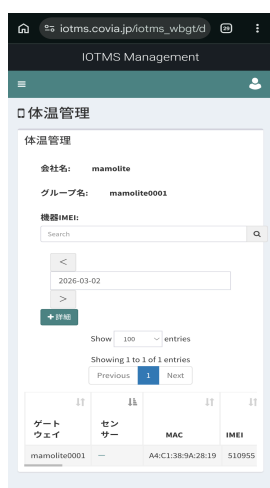 iotms.covia.jp/iotms_wbgt/d 29
IOTMS Management
体温管理
体温管理
会社名: mamolite
グループ名: mamolite0001
機器IMEI:
Search
<
2026-03-02
>
+詳細
Show 100 entries
Showing 1 to 1 of 1 entries
Previous 1 Next
ゲートウェイ センサー MAC IMEI
mamolite0001 — A4:C1:38:9A:28:19 510955